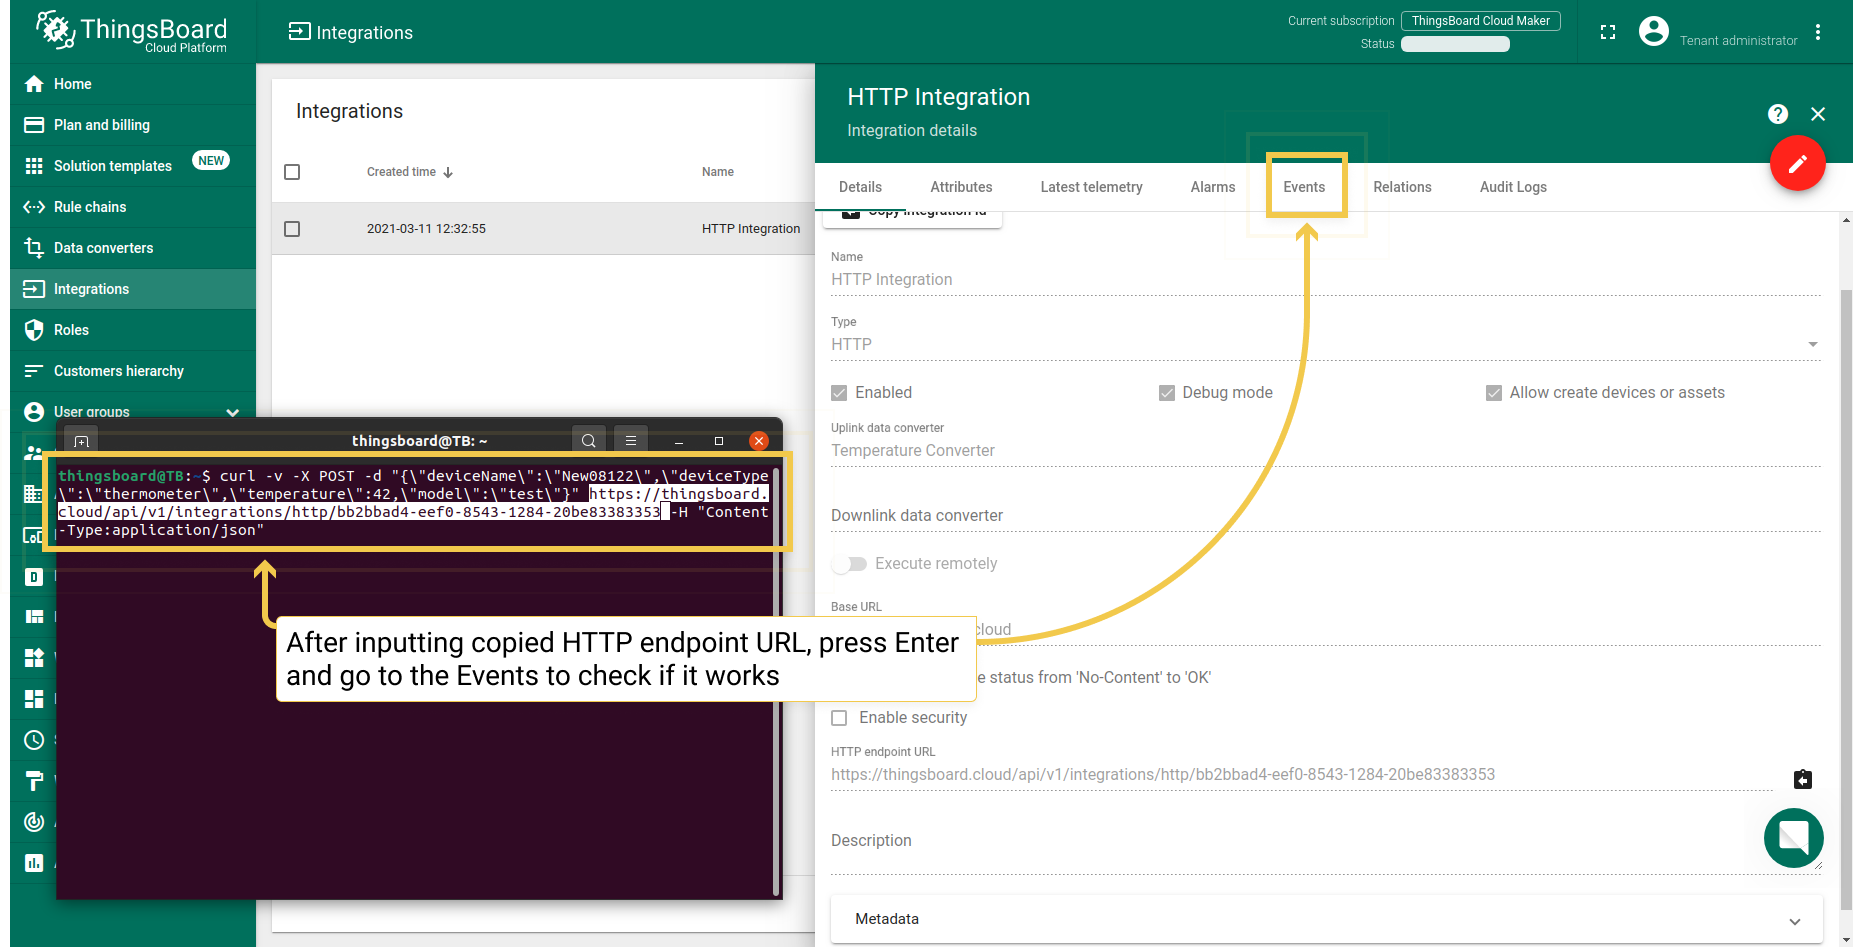 ThingsBoard
Cloud Platform
Integrations
Current subscription
ThingsBoard Cloud Maker
Status
Tenant administrator
Home
Plan and billing
Solution templates
NEW
Rule chains
Data converters
Integrations
Roles
Customers hierarchy
User groups
Integrations
Created time
Name
2021-03-11 12:32:55
HTTP Integration
HTTP Integration
Integration details
Details
Attributes
Latest telemetry
Alarms
Events
Relations
Audit Logs
Copy integration id
Name
HTTP Integration
Type
HTTP
Enabled
Debug mode
Allow create devices or assets
Uplink data converter
Temperature Converter
Downlink data converter
Execute remotely
Base URL
cloud
e status from 'No-Content' to 'OK'
Enable security
HTTP endpoint URL
https://thingsboard.cloud/api/v1/integrations/http/bb2bbad4-eef0-8543-1284-20be83383353
Description
Metadata
thingsboard@TB: ~
thingsboard@TB:~$ curl -v -X POST -d "{\"deviceName\":\"New08122\",\"deviceType
\":\"thermometer\",\"temperature\":42,\"model\":\"test\"}" https://thingsboard.
cloud/api/v1/integrations/http/bb2bbad4-eef0-8543-1284-20be83383353 -H "Content
-Type:application/json"
After inputting copied HTTP endpoint URL, press Enter
and go to the Events to check if it works